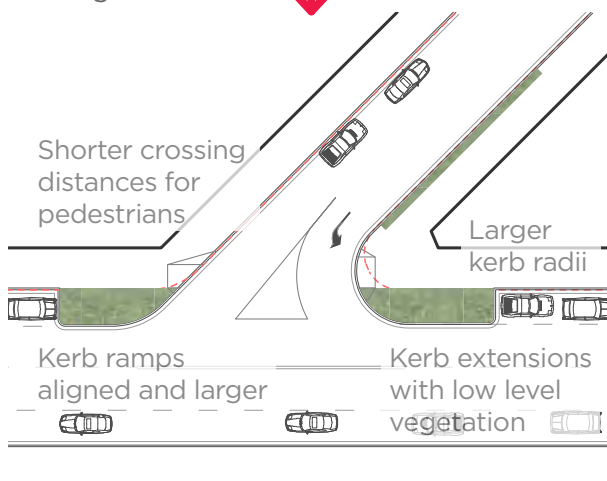 Shorter crossing
distances for
pedestrians
Larger
kerb radii
Kerb ramps
aligned and larger
Kerb extensions
with low level
vegetation